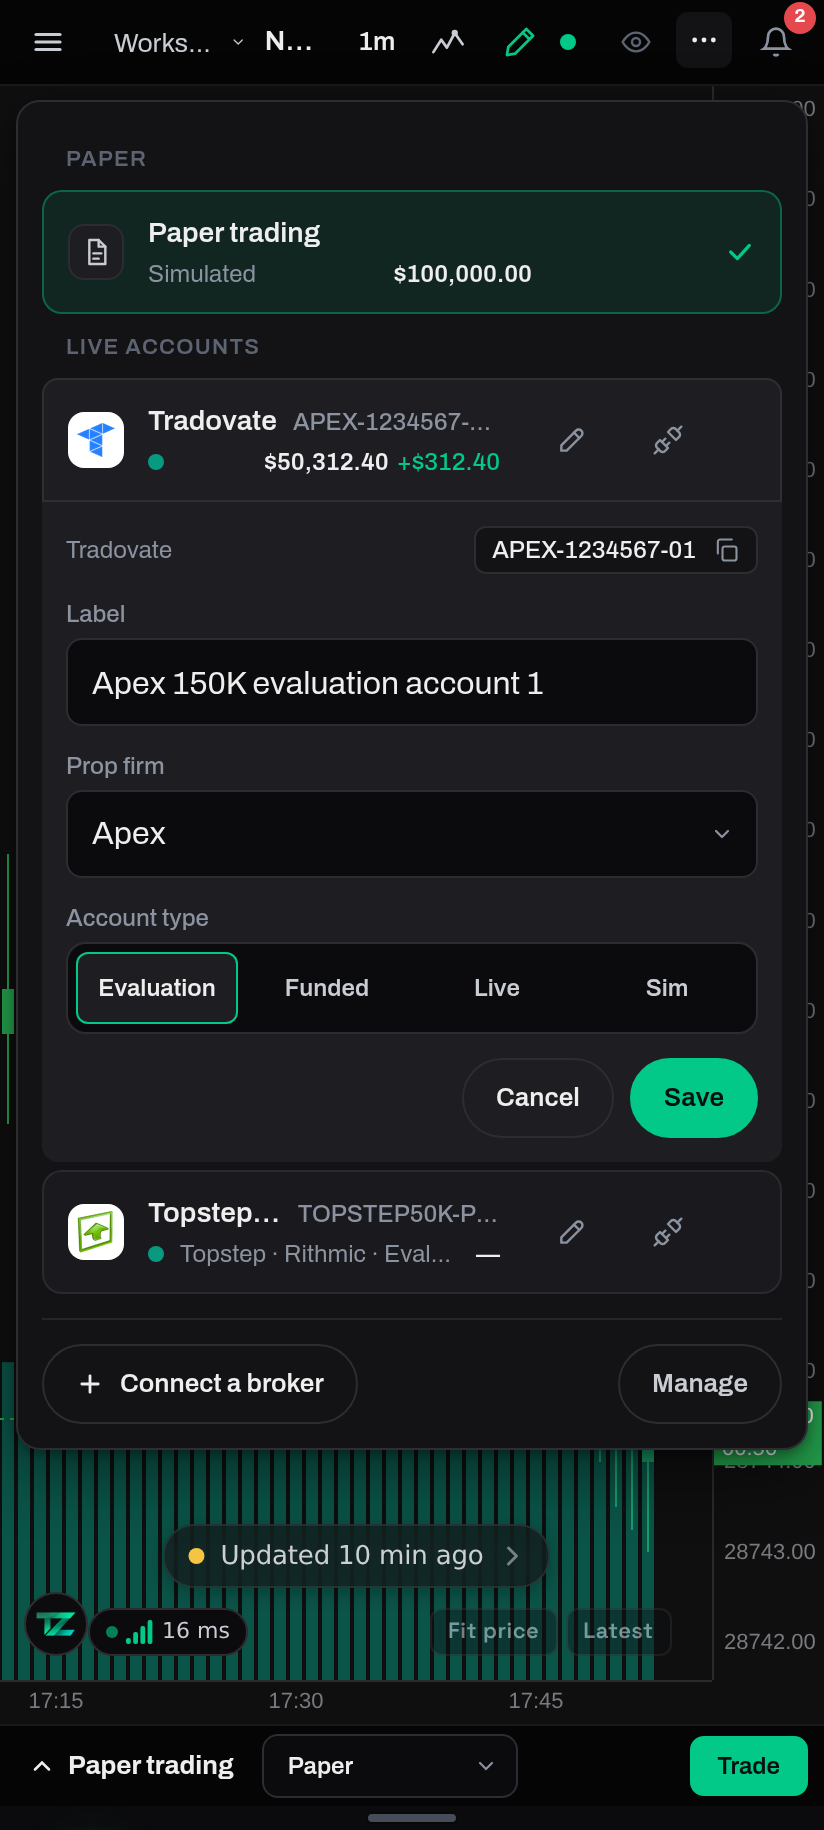 Works...
N...
1m
2
PAPER
Paper trading
Simulated
$100,000.00
LIVE ACCOUNTS
Tradovate APEX-1234567-...
$50,312.40 +$312.40
Tradovate
APEX-1234567-01
Label
Apex 150K evaluation account 1
Prop firm
Apex
Account type
Evaluation
Funded
Live
Sim
Cancel
Save
Topstep... TOPSTEP50K-P...
Topstep · Rithmic · Eval... —
Connect a broker
Manage
Updated 10 min ago
28743.00
TZ
16 ms
Fit price
Latest
28742.00
17:15
17:30
17:45
Paper trading
Paper
Trade